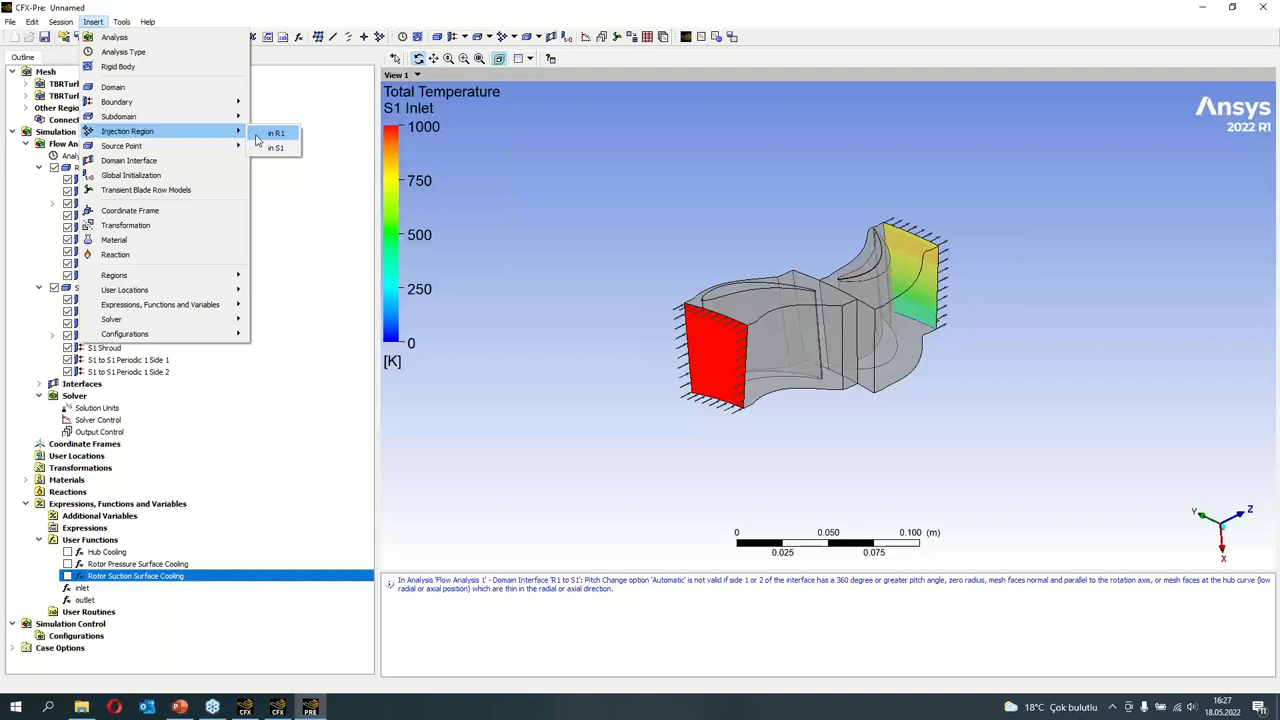 CFX-Pre: Unnamed
File Edit Session Insert Tools Help
Outline
Mesh
TBRTur
TBRTur
Other Regio
Connect
Simulation
Flow Ana
Analy
Analysis
Analysis Type
Rigid Body
Domain
Boundary
Subdomain
Injection Region
Source Point
Domain Interface
Global Initialization
Transient Blade Row Models
Coordinate Frame
Transformation
Material
Reaction
Regions
User Locations
Expressions, Functions and Variables
Solver
Configurations
in R1
in S1
S1 Shroud
S1 to S1 Periodic 1 Side 1
S1 to S1 Periodic 1 Side 2
Interfaces
Solver
Solution Units
Solver Control
Output Control
Coordinate Frames
User Locations
Transformations
Materials
Reactions
Expressions, Functions and Variables
Additional Variables
Expressions
User Functions
Hub Cooling
Rotor Pressure Surface Cooling
Rotor Suction Surface Cooling
inlet
outlet
User Routines
Simulation Control
Configurations
Case Options
View 1
Total Temperature
S1 Inlet
1000
750
500
250
0
[K]
Ansys
2022 R1
0 0.050 0.100 (m)
0.025 0.075
Y Z
X
In Analysis 'Flow Analysis 1' - Domain Interface 'R1 to S1': Pitch Change option 'Automatic' is not valid if side 1 or 2 of the interface has a 360 degree or greater pitch angle, zero radius, mesh faces normal and parallel to the rotation axis, or mesh faces at the hub curve (low
radial or axial position) which are thin in the radial or axial direction.
CFX CFX PRE
18°C Çok bulutlu
16:27
18.05.2022